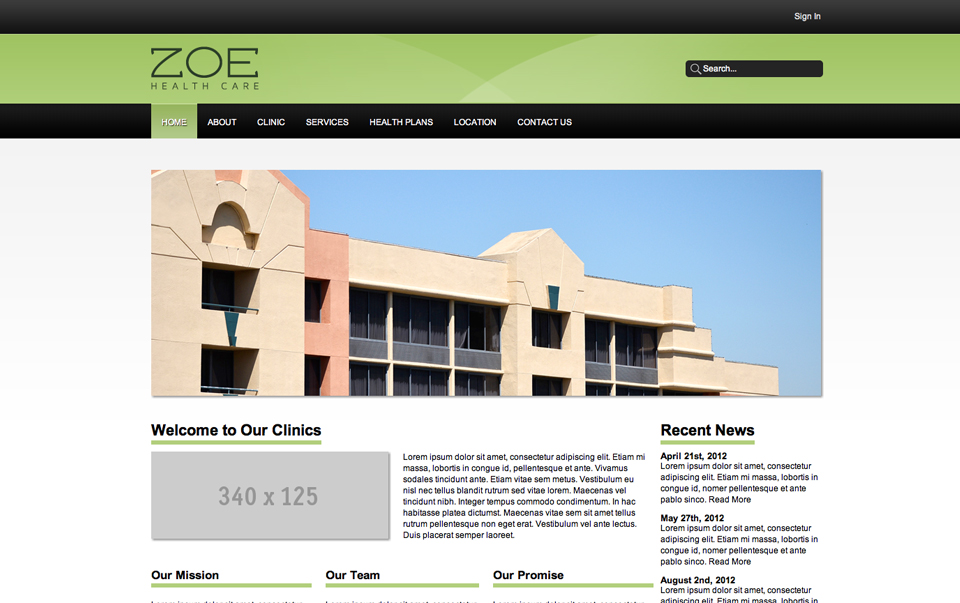 Sign In
ZOE
HEALTH CARE
Search...
HOME
ABOUT
CLINIC
SERVICES
HEALTH PLANS
LOCATION
CONTACT US
Welcome to Our Clinics
340 x 125
Lorem ipsum dolor sit amet, consectetur adipiscing elit. Etiam mi
massa, lobortis in congue id, pellentesque et ante. Vivamus
sodales tincidunt ante. Etiam vitae sem metus. Vestibulum eu
nisl nec tellus blandit rutrum sed vitae lorem. Maecenas vel
tincidunt nibh. Integer tempus commodo condimentum. In hac
habitasse platea dictumst. Maecenas vitae sem sit amet tellus
rutrum pellentesque non eget erat. Vestibulum vel ante lectus.
Duis placerat semper laoreet.
Recent News
April 21st, 2012
Lorem ipsum dolor sit amet, consectetur
adipiscing elit. Etiam mi massa, lobortis in
congue id, nomer pellentesque et ante
pablo sinco. Read More
May 27th, 2012
Lorem ipsum dolor sit amet, consectetur
adipiscing elit. Etiam mi massa, lobortis in
congue id, nomer pellentesque et ante
pablo sinco. Read More
August 2nd, 2012
Lorem ipsum dolor sit amet, consectetur
adipiscing elit. Etiam mi massa, lobortis in
Our Mission
Our Team
Our Promise